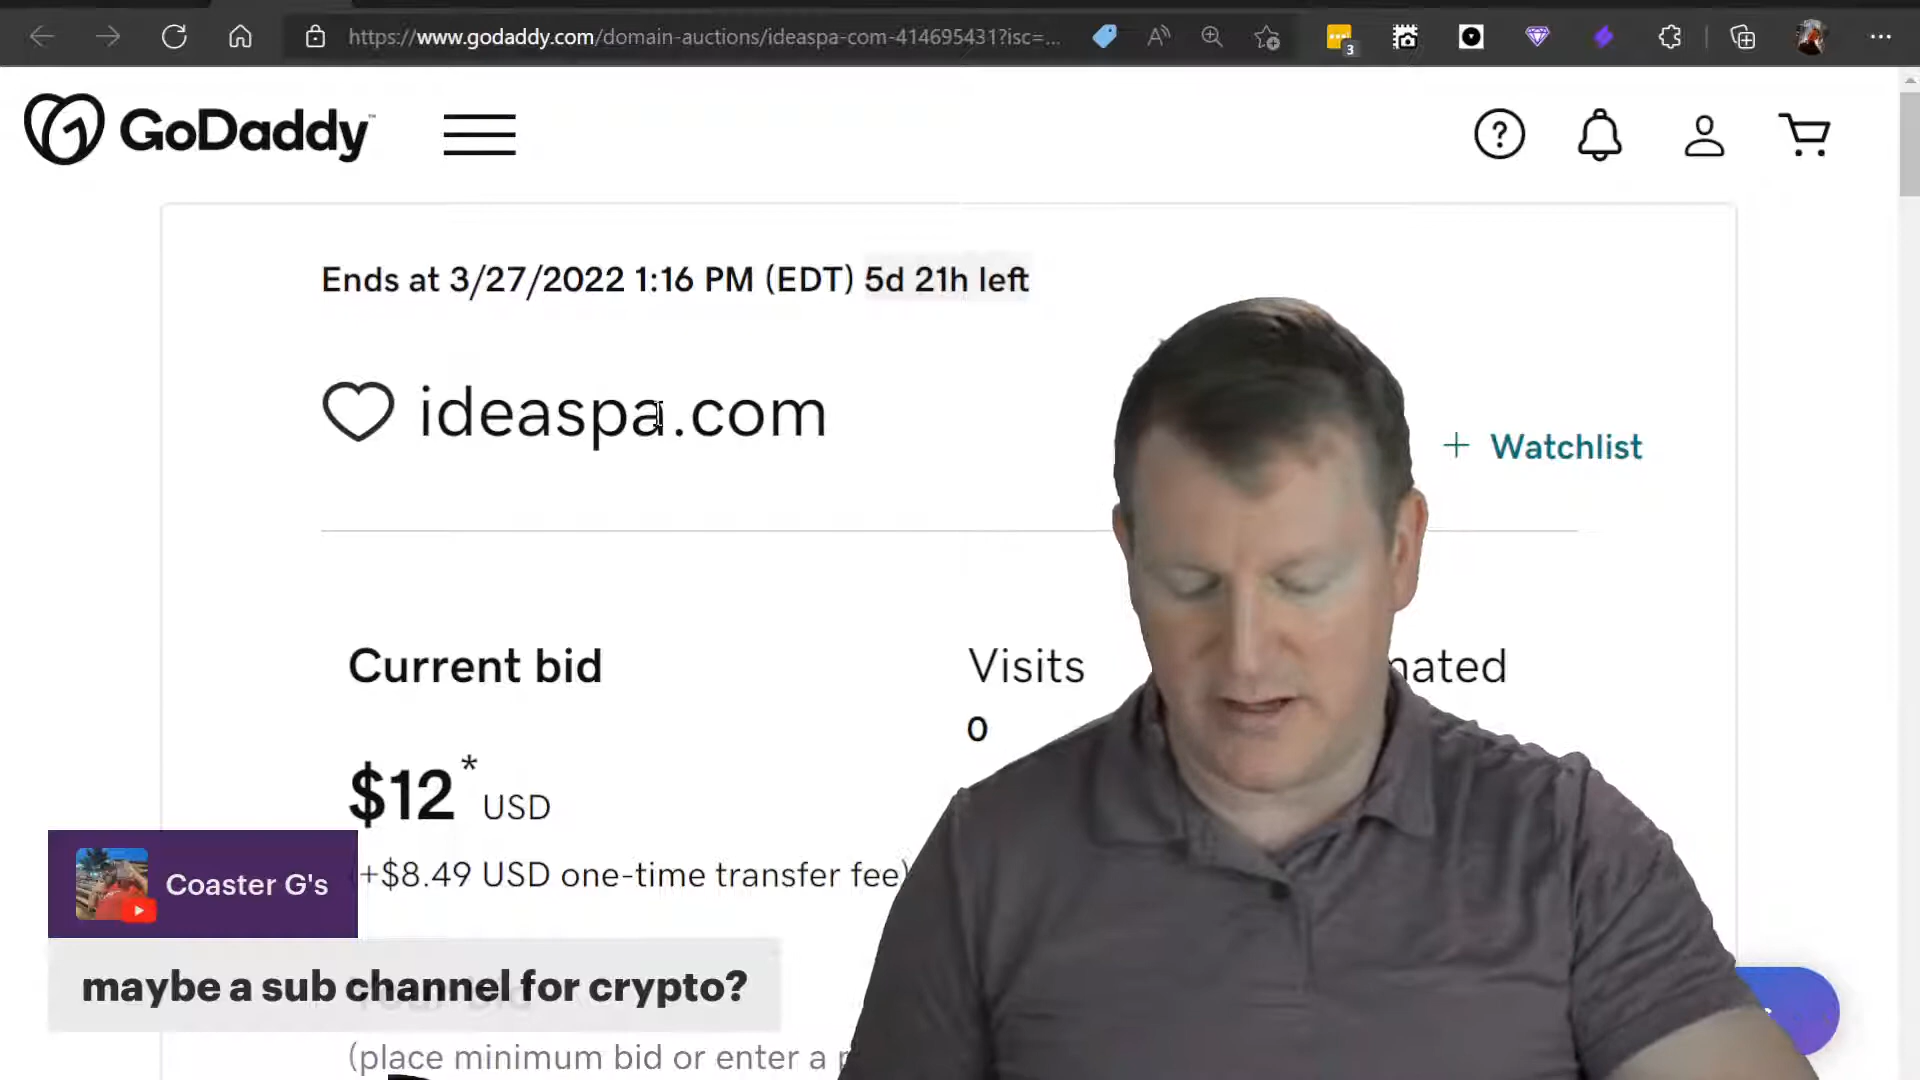 https://www.godaddy.com/domain-auctions/ideaspa-com-414695431?isc=...
3
GoDaddy™
Ends at 3/27/2022 1:16 PM (EDT) 5d 21h left
ideaspa.com
+ Watchlist
Current bid
Visits
0
$12* USD
(+$8.49 USD one-time transfer fee)
Coaster G's
maybe a sub channel for crypto?
(place minimum bid or enter a